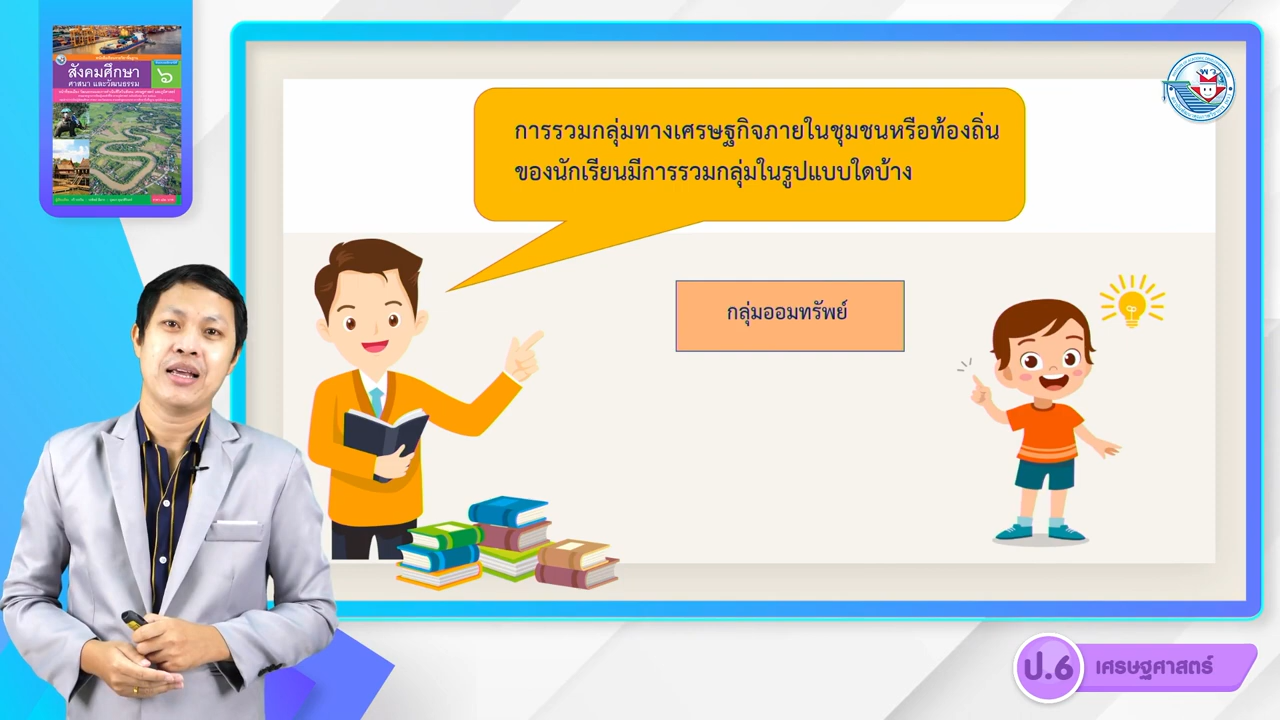 สังคมศึกษา
ศาสนา และวัฒนธรรม
๖
พว
การรวมกลุ่มทางเศรษฐกิจภายในชุมชนหรือท้องถิ่น
ของนักเรียนมีการรวมกลุ่มในรูปแบบใดบ้าง
กลุ่มออมทรัพย์
ป.6
เศรษฐศาสตร์